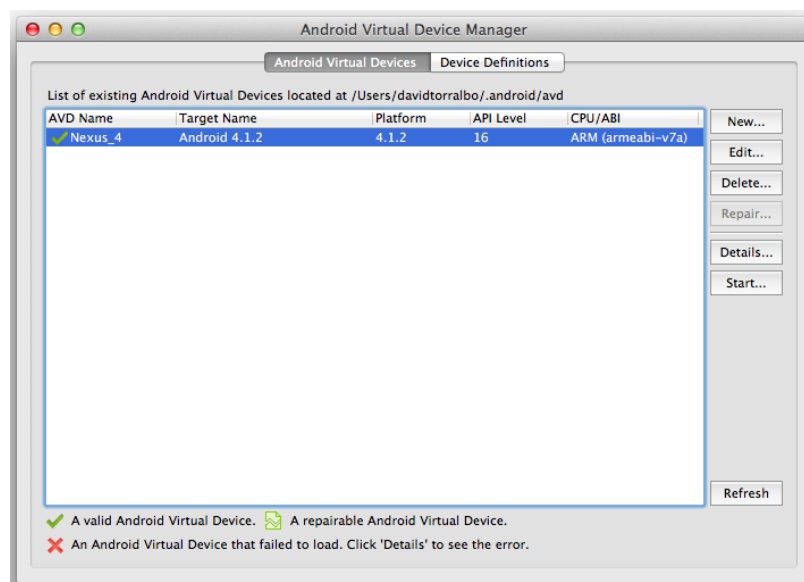 Android Virtual Device Manager
Android Virtual Devices Device Definitions
List of existing Android Virtual Devices located at /Users/davidtorralbo/.android/avd
AVD Name Target Name Platform API Level CPU/ABI
Nexus_4 Android 4.1.2 4.1.2 16 ARM (armeabi-v7a)
New...
Edit...
Delete...
Repair...
Details...
Start...
Refresh
A valid Android Virtual Device. A repairable Android Virtual Device.
An Android Virtual Device that failed to load. Click 'Details' to see the error.